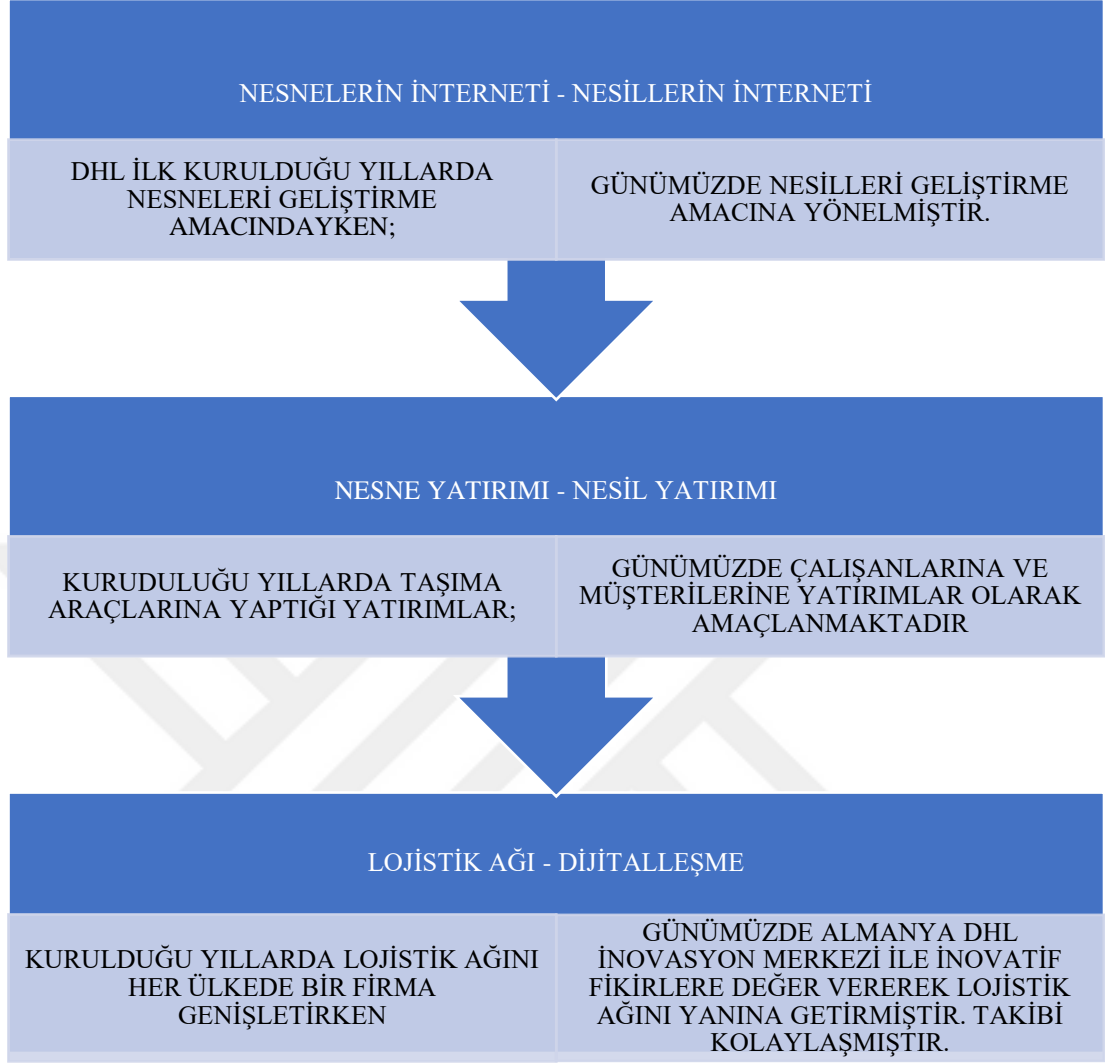 NESNELERİN İNTERNETİ - NESİLLERİN İNTERNETİ
DHL İLK KURULDUĞU YILLARDA
NESNELERİ GELİŞTİRME
AMACINDAYKEN;
GÜNÜMÜZDE NESİLLERİ GELİŞTİRME
AMACINA YÖNELMİŞTİR.
NESNE YATIRIMI - NESİL YATIRIMI
KURUDULUĞU YILLARDA TAŞIMA
ARAÇLARINA YAPTIĞI YATIRIMLAR;
GÜNÜMÜZDE ÇALIŞANLARINA VE
MÜŞTERİLERİNE YATIRIMLAR OLARAK
AMAÇLANMAKTADIR
LOJİSTİK AĞI - DİJİTALLEŞME
KURULDUĞU YILLARDA LOJİSTİK AĞINI
HER ÜLKEDE BİR FİRMA
GENİŞLETİRKEN
GÜNÜMÜZDE ALMANYA DHL
İNOVASYON MERKEZİ İLE İNOVATİF
FİKİRLERE DEĞER VEREREK LOJİSTİK
AĞINI YANINA GETİRMİŞTİR. TAKİBİ
KOLAYLAŞMIŞTIR.